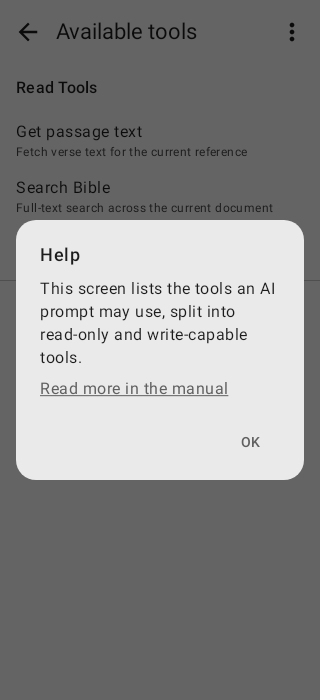 Available tools
Read Tools
Get passage text
Fetch verse text for the current reference
Search Bible
Full-text search across the current document
Help
This screen lists the tools an AI
prompt may use, split into
read-only and write-capable
tools.
Read more in the manual
OK